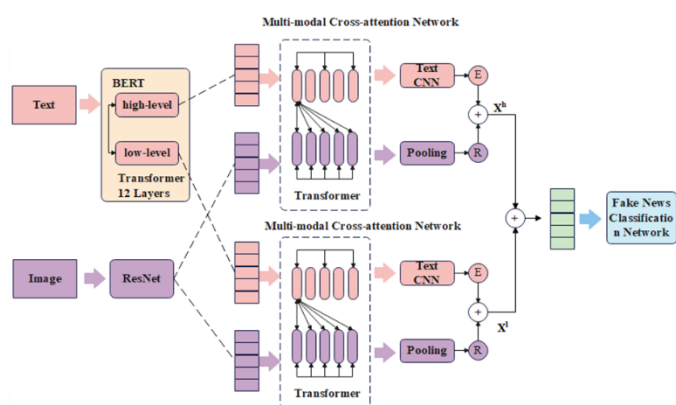 Multi-modal Cross-attention Network
Text
BERT
high-level
low-level
Transformer
12 Layers
Text
CNN
E
+
X^h
Pooling
R
Transformer
Multi-modal Cross-attention Network
+
Fake News
Classificatio
n Network
Image
ResNet
Text
CNN
E
+
X^l
Pooling
R
Transformer